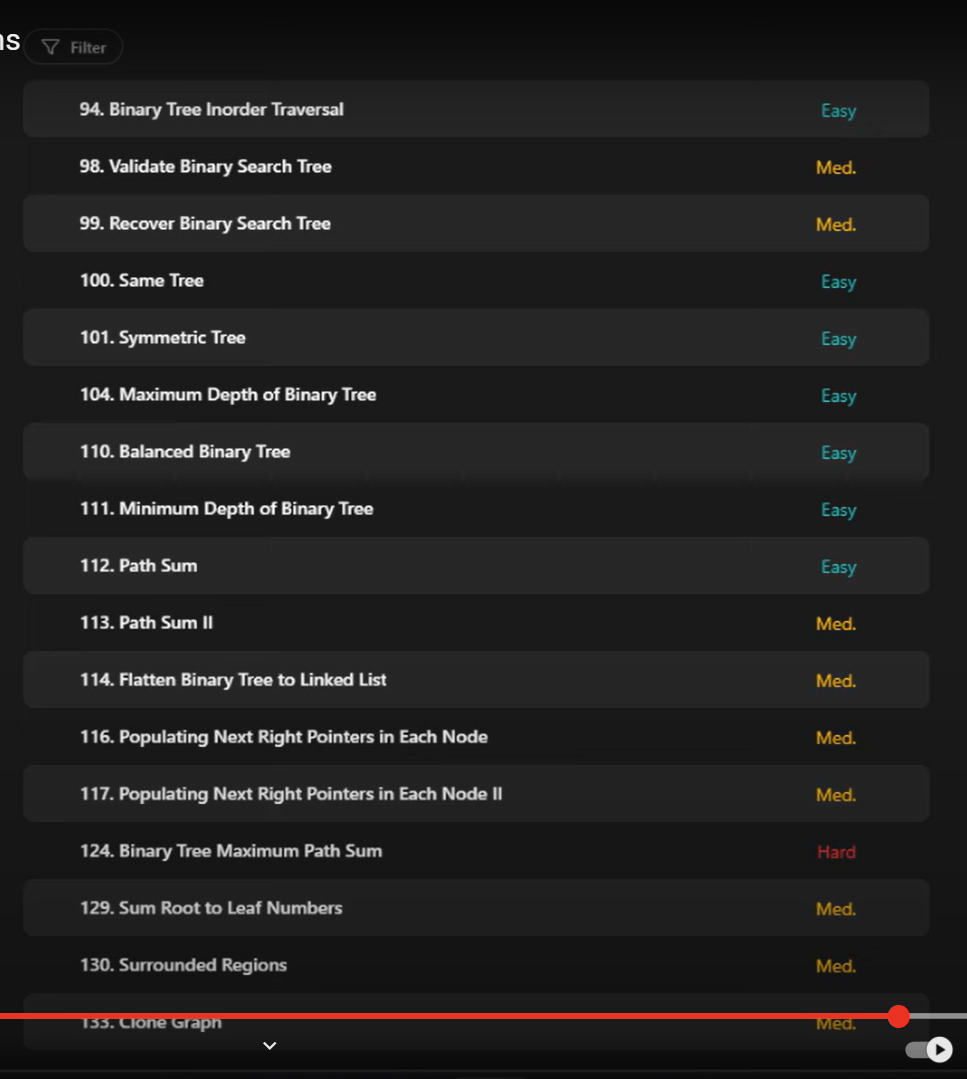 ns
Filter
94. Binary Tree Inorder Traversal Easy
98. Validate Binary Search Tree Med.
99. Recover Binary Search Tree Med.
100. Same Tree Easy
101. Symmetric Tree Easy
104. Maximum Depth of Binary Tree Easy
110. Balanced Binary Tree Easy
111. Minimum Depth of Binary Tree Easy
112. Path Sum Easy
113. Path Sum II Med.
114. Flatten Binary Tree to Linked List Med.
116. Populating Next Right Pointers in Each Node Med.
117. Populating Next Right Pointers in Each Node II Med.
124. Binary Tree Maximum Path Sum Hard
129. Sum Root to Leaf Numbers Med.
130. Surrounded Regions Med.
133. Clone Graph Med.